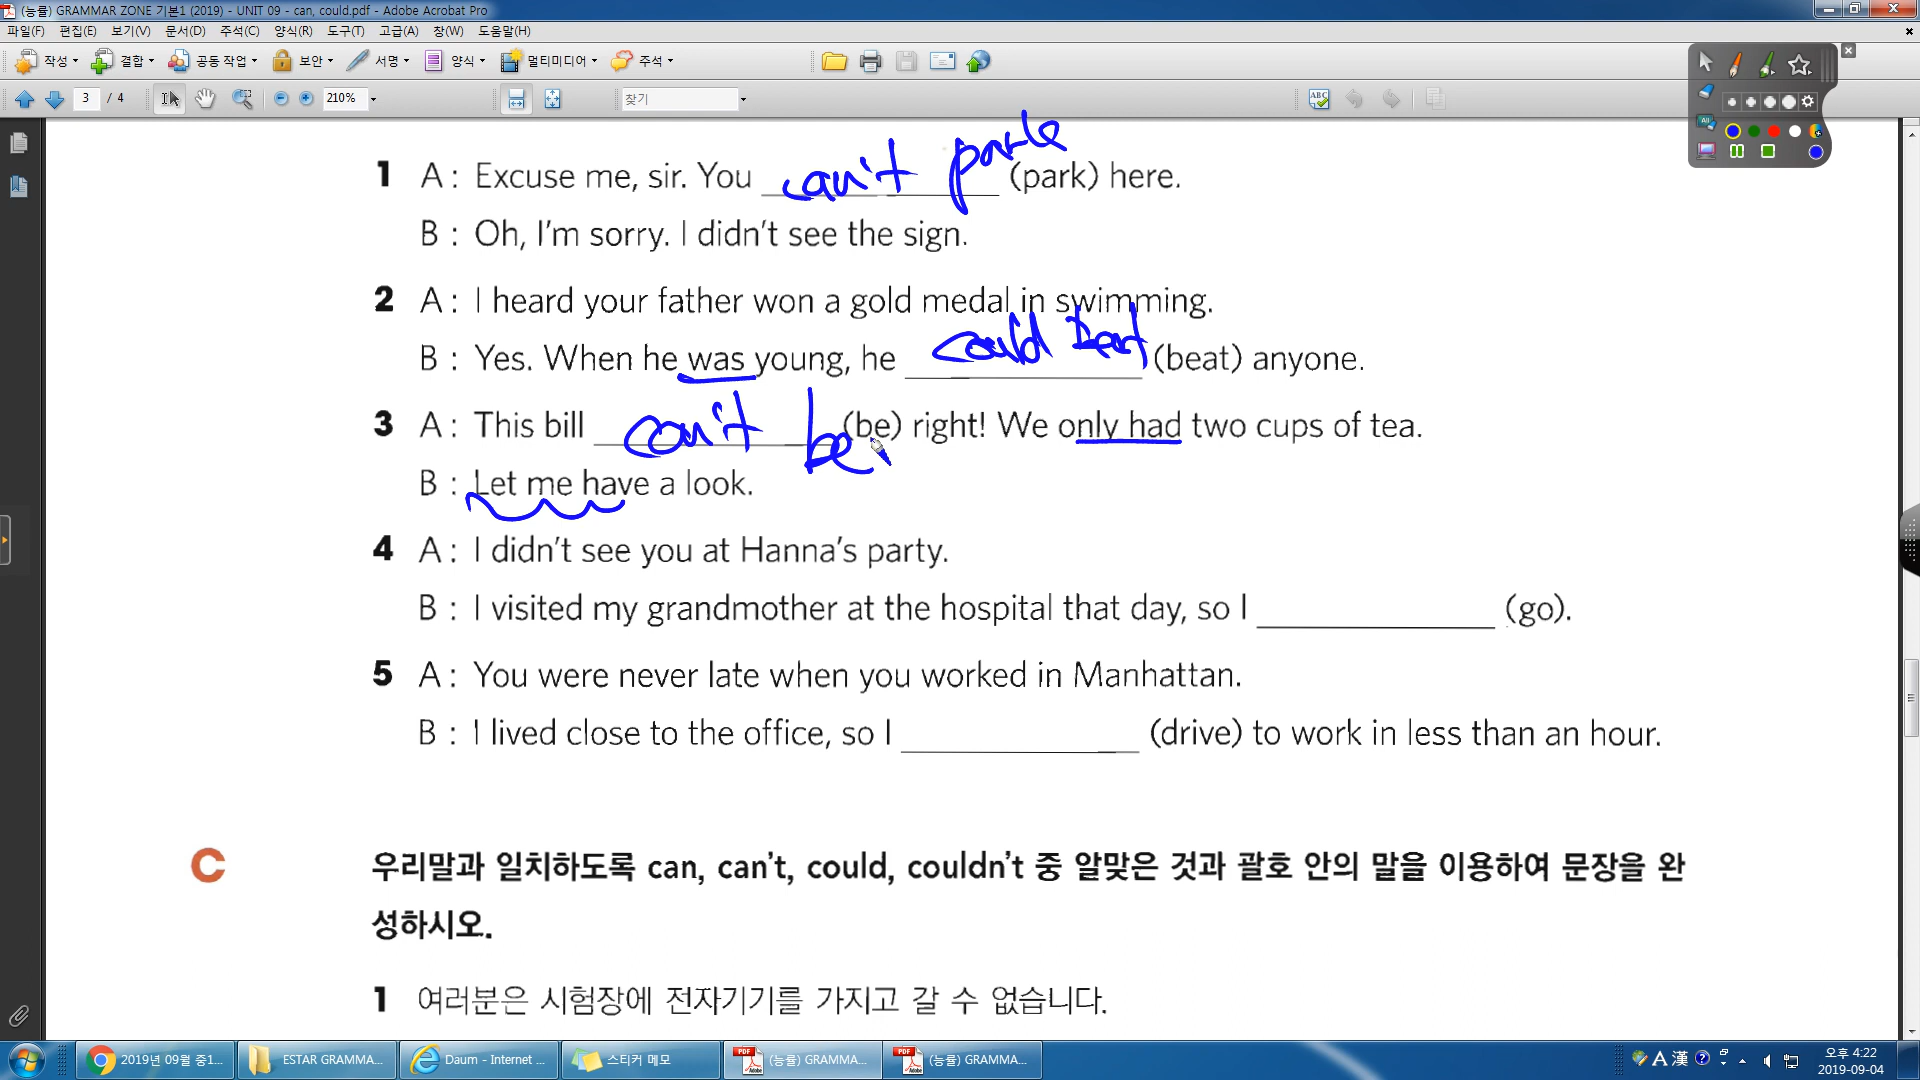 (능률) GRAMMAR ZONE 기본1 (2019) - UNIT 09 - can, could.pdf - Adobe Acrobat Pro
파일(F) 편집(E) 보기(V) 문서(D) 주석(C) 양식(R) 도구(T) 고급(A) 창(W) 도움말(H)
작성 결합 공동 작업 보안 서명 양식 멀티미디어 주석
3 / 4 210% 찾기
1 A : Excuse me, sir. You can't park (park) here.
B : Oh, I'm sorry. I didn't see the sign.
2 A : I heard your father won a gold medal in swimming.
B : Yes. When he was young, he could beat (beat) anyone.
3 A : This bill can't be (be) right! We only had two cups of tea.
B : Let me have a look.
4 A : I didn't see you at Hanna's party.
B : I visited my grandmother at the hospital that day, so I (go).
5 A : You were never late when you worked in Manhattan.
B : I lived close to the office, so I (drive) to work in less than an hour.
C 우리말과 일치하도록 can, can't, could, couldn't 중 알맞은 것과 괄호 안의 말을 이용하여 문장을 완
성하시오.
1 여러분은 시험장에 전자기기를 가지고 갈 수 없습니다.
2019년 09월 중1... ESTAR GRAMMA... Daum - Internet ... 스티커 메모 (능률) GRAMMA... (능률) GRAMMA... A 漢 오후 4:22
2019-09-04